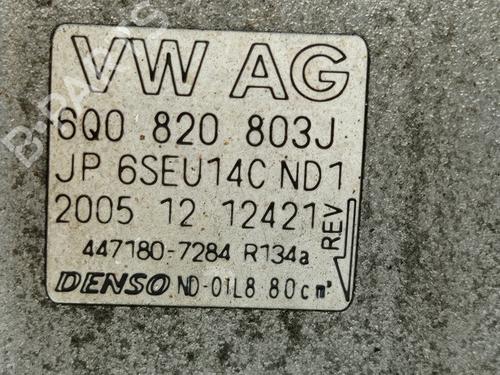 VW AG
6Q0 820 803J
JP 6SEU14C ND1
2005 12 12421
REV
447180-7284 R134a
DENSO ND-OIL8 80cm³
B-PARTS